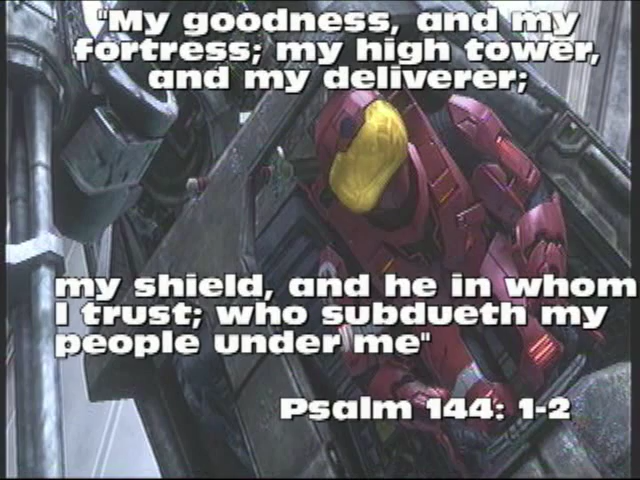 "My goodness, and my
fortress; my high tower,
and my deliverer;
my shield, and he in whom
I trust; who subdueth my
people under me"
Psalm 144: 1-2